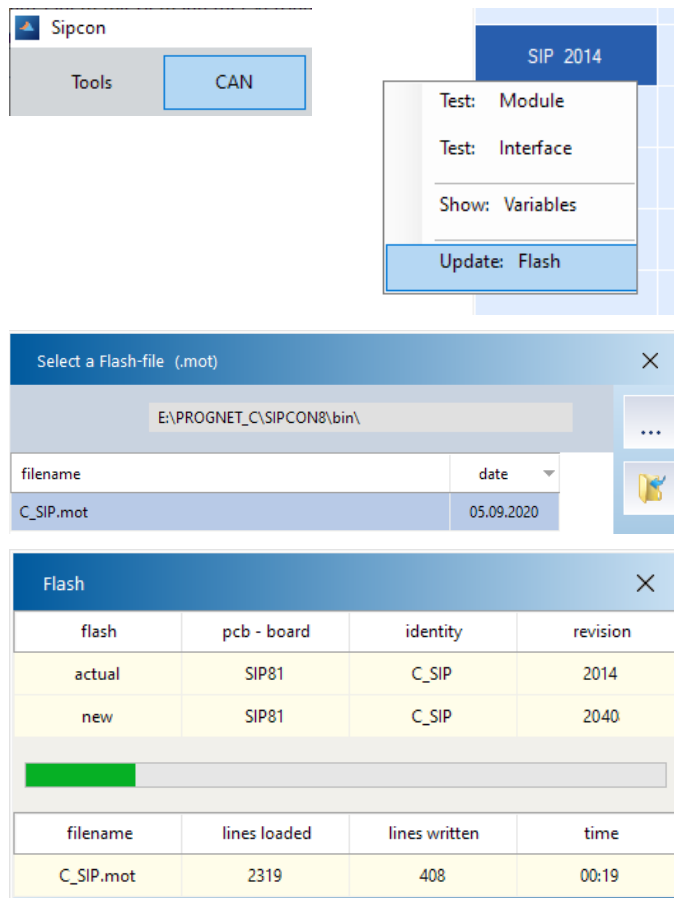 Sipcon
Tools CAN
SIP 2014
Test: Module
Test: Interface
Show: Variables
Update: Flash
Select a Flash-file (.mot)
E:\PROGNET_C\SIPCON8\bin\
...
filename date
C_SIP.mot 05.09.2020
Flash
flash pcb - board identity revision
actual SIP81 C_SIP 2014
new SIP81 C_SIP 2040
filename lines loaded lines written time
C_SIP.mot 2319 408 00:19